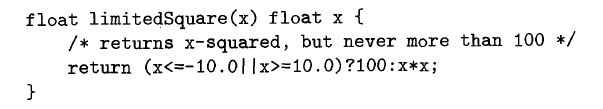 float limitedSquare(x) float x {
/* returns x-squared, but never more than 100 */
return (x<=-10.0||x>=10.0)?100:x*x;
}